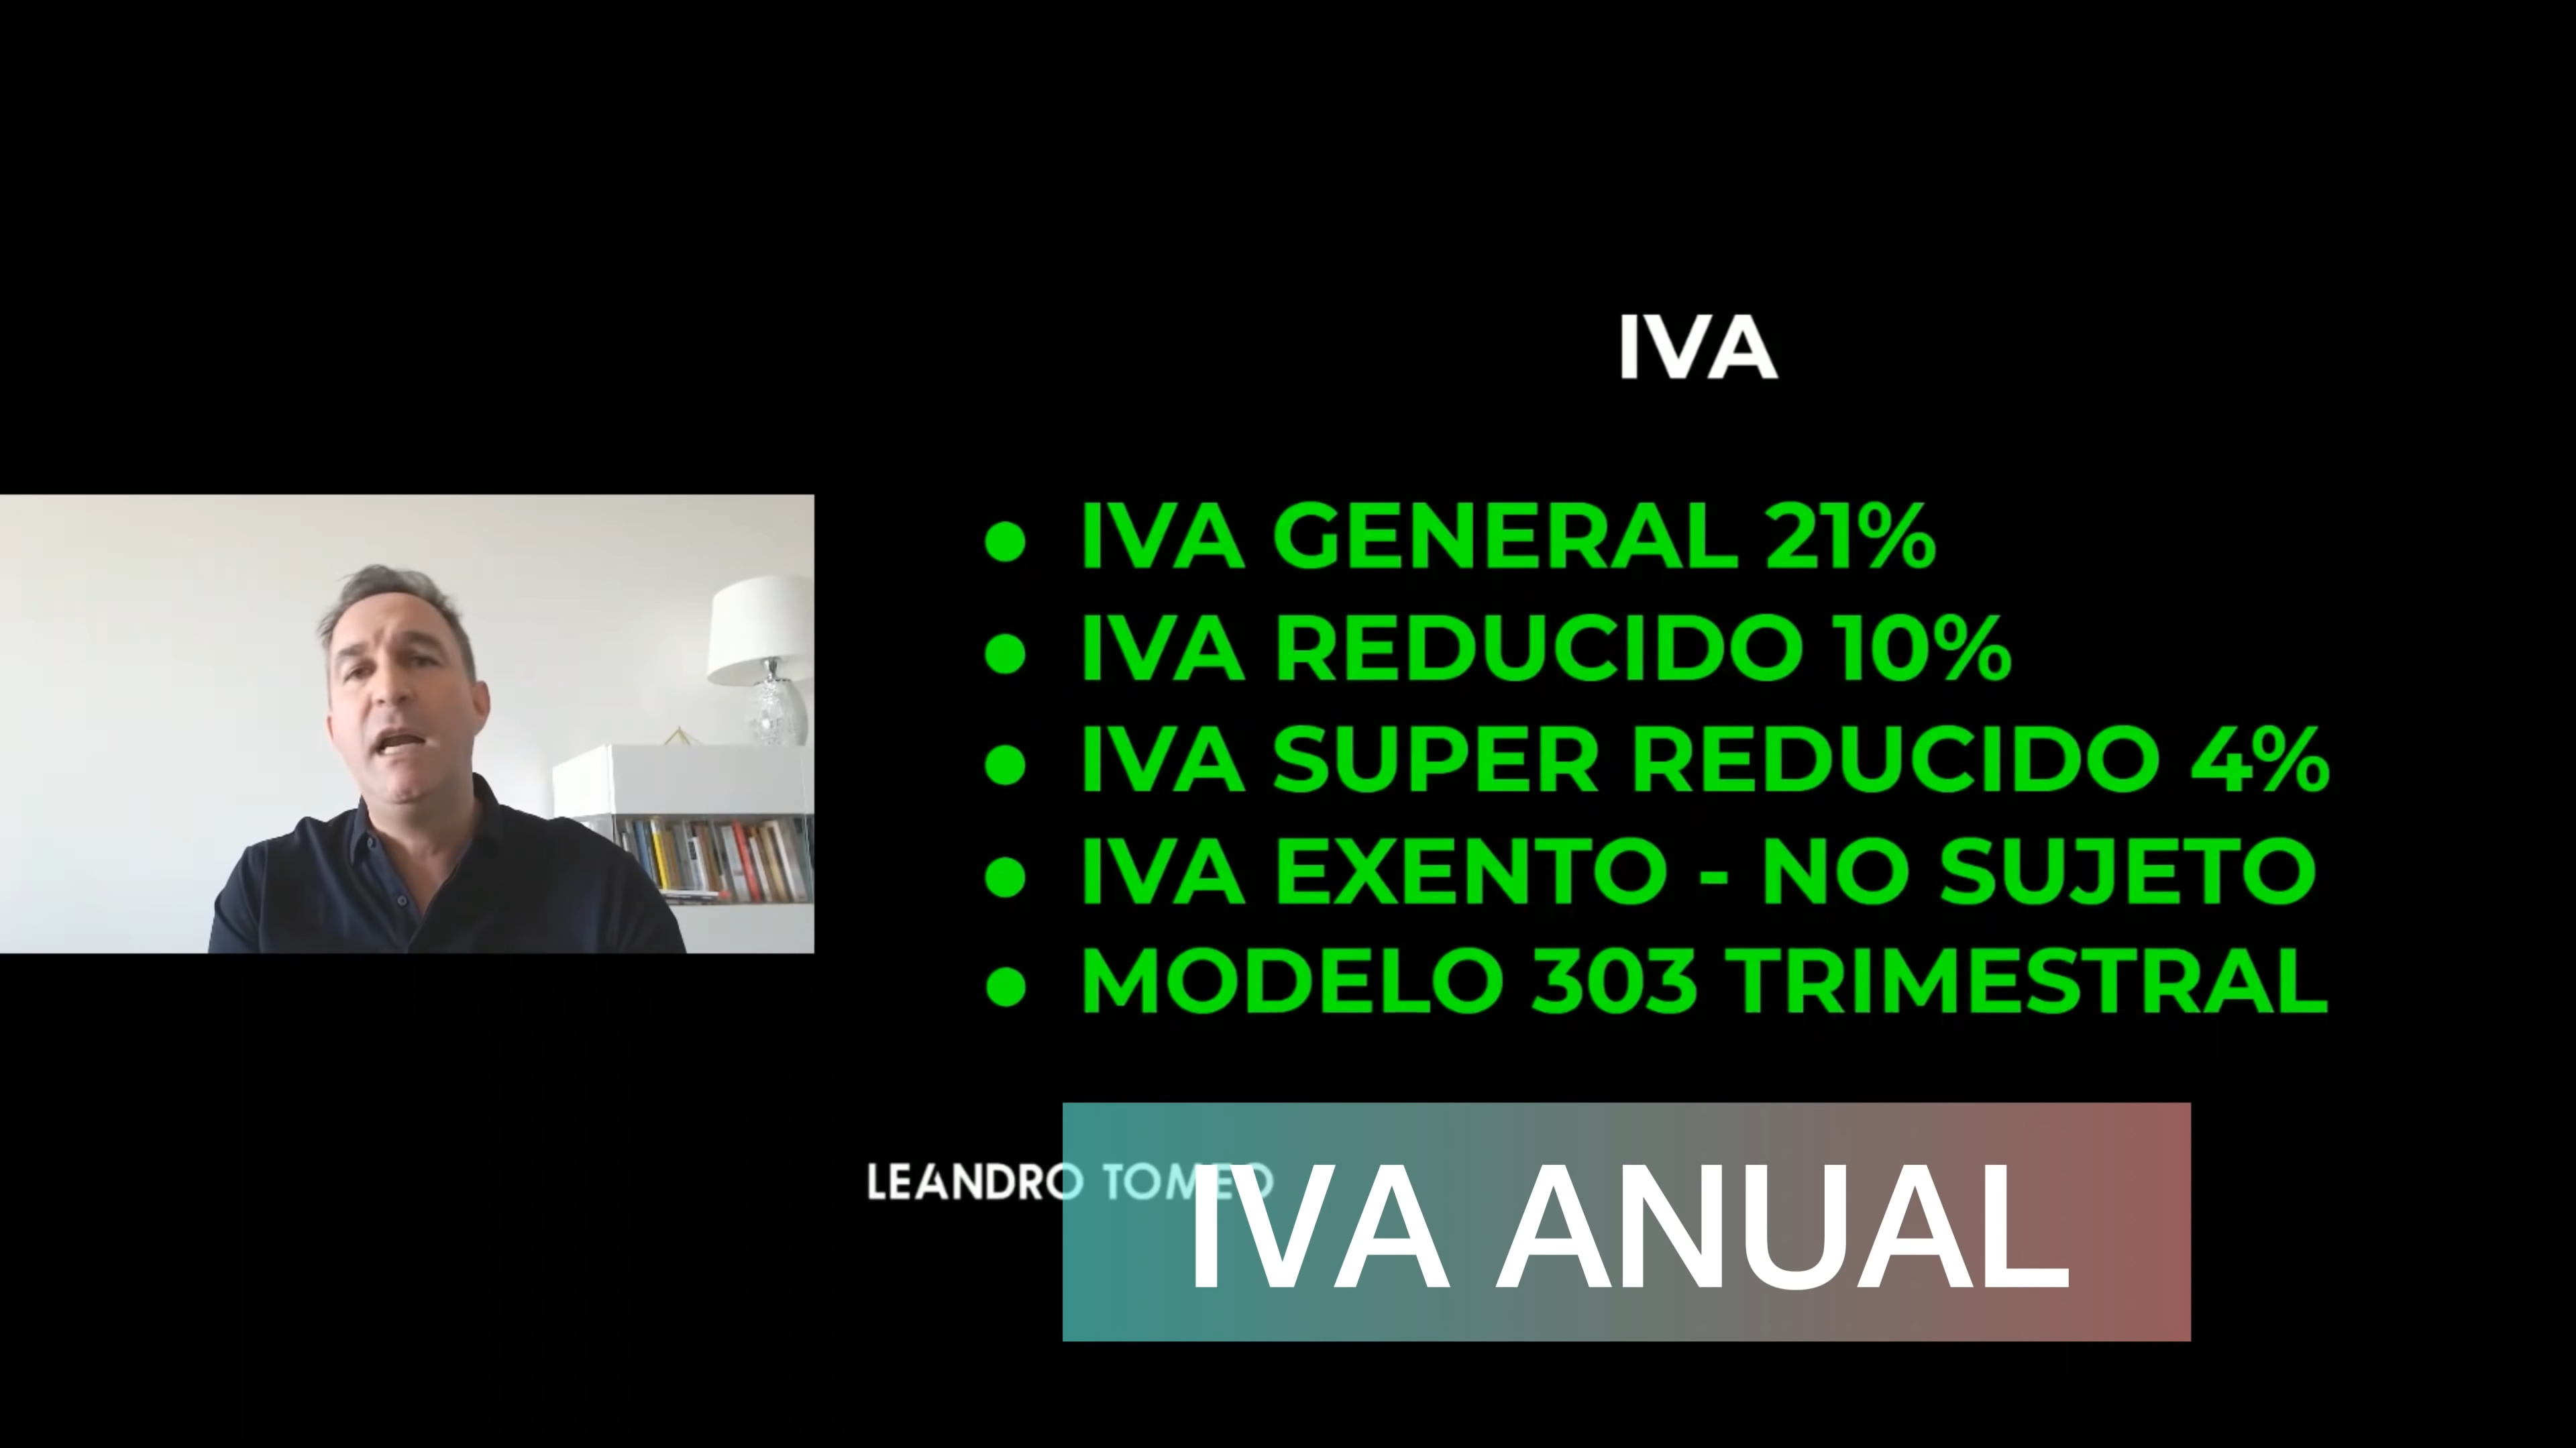 IVA
IVA GENERAL 21%
IVA REDUCIDO 10%
IVA SUPER REDUCIDO 4%
IVA EXENTO - NO SUJETO
MODELO 303 TRIMESTRAL
LEANDRO TOMEO
IVA ANUAL